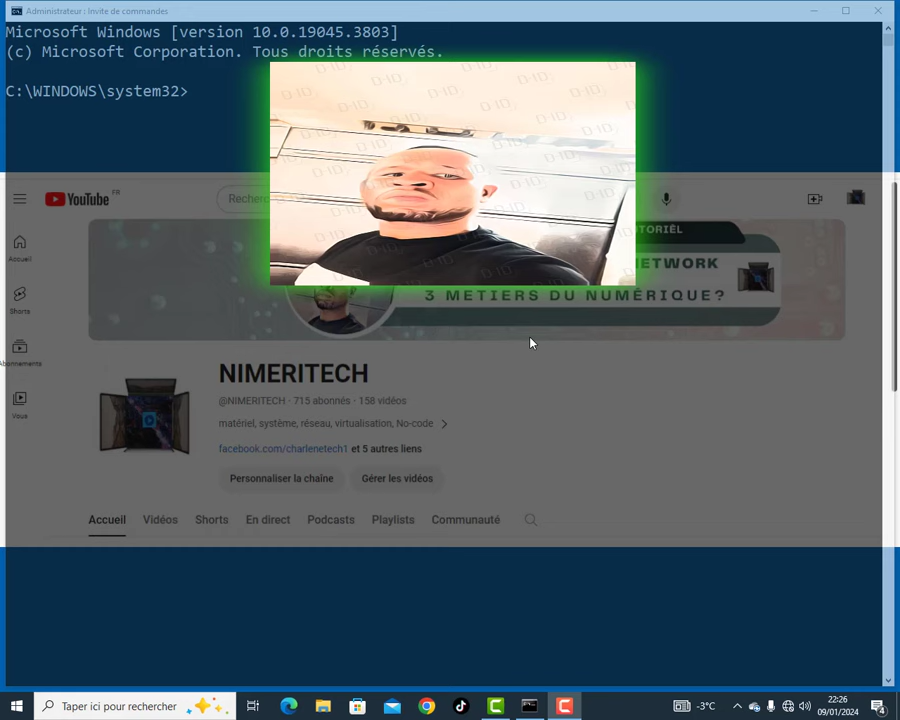 Administrateur : Invite de commandes
Microsoft Windows [version 10.0.19045.3803]
(c) Microsoft Corporation. Tous droits réservés.
C:\WINDOWS\system32>
D-ID
YouTube FR
Recherc
Accueil
Shorts
Abonnements
Vous
TORIEL
ETWORK
3 METIERS DU NUMÉRIQUE?
NIMERITECH
@NIMERITECH · 715 abonnés · 158 vidéos
matériel, système, réseau, virtualisation, No-code
facebook.com/charlenetech1 et 5 autres liens
Personnaliser la chaîne
Gérer les vidéos
Accueil Vidéos Shorts En direct Podcasts Playlists Communauté
Taper ici pour rechercher
-3°C
22:26
09/01/2024
4